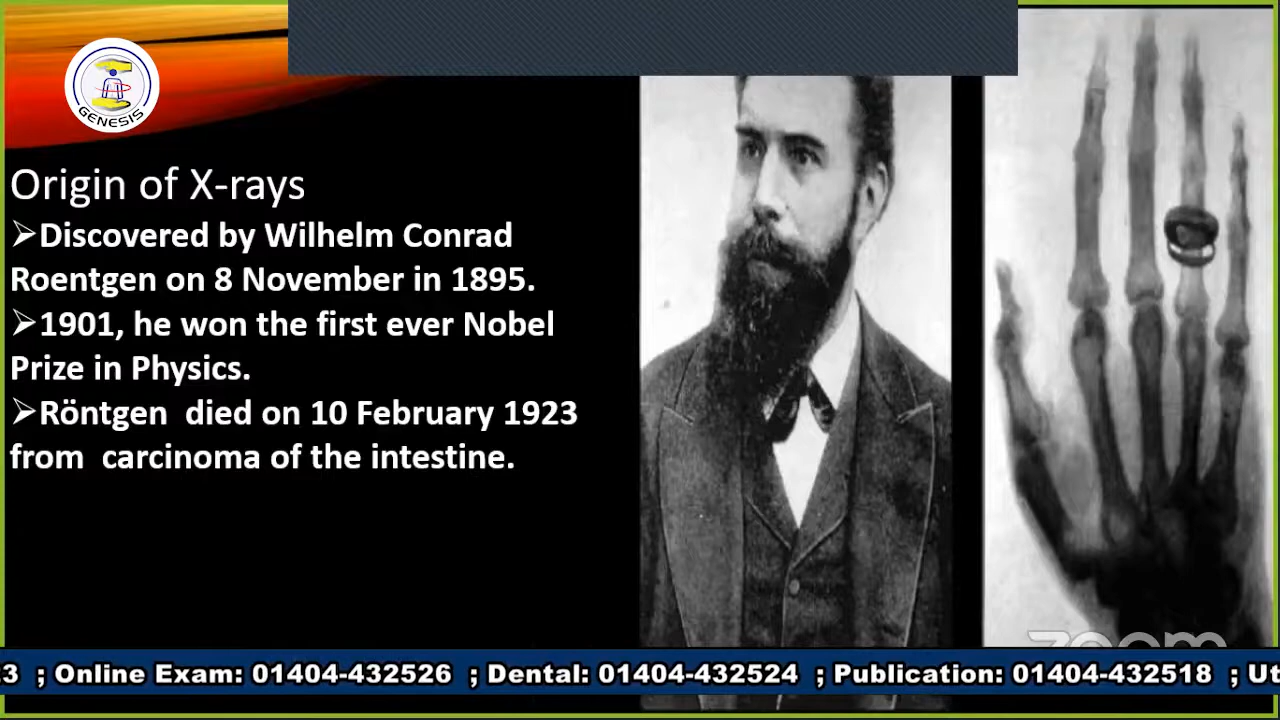 GENESIS
Origin of X-rays
➢Discovered by Wilhelm Conrad
Roentgen on 8 November in 1895.
➢1901, he won the first ever Nobel
Prize in Physics.
➢Röntgen  died on 10 February 1923
from  carcinoma of the intestine.
zoom
3  ; Online Exam: 01404-432526  ; Dental: 01404-432524  ; Publication: 01404-432518  ; Ut